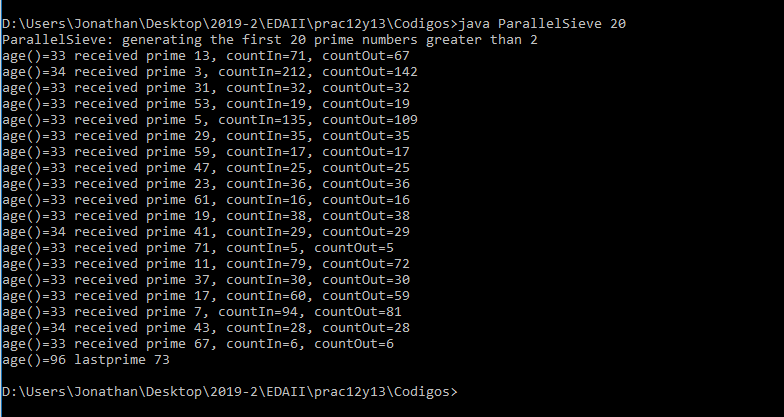 D:\Users\Jonathan\Desktop\2019-2\EDAII\prac12y13\Codigos>java ParallelSieve 20
ParallelSieve: generating the first 20 prime numbers greater than 2
age()=33 received prime 13, countIn=71, countOut=67
age()=34 received prime 3, countIn=212, countOut=142
age()=33 received prime 31, countIn=32, countOut=32
age()=33 received prime 53, countIn=19, countOut=19
age()=33 received prime 5, countIn=135, countOut=109
age()=33 received prime 29, countIn=35, countOut=35
age()=33 received prime 59, countIn=17, countOut=17
age()=33 received prime 47, countIn=25, countOut=25
age()=33 received prime 23, countIn=36, countOut=36
age()=33 received prime 61, countIn=16, countOut=16
age()=33 received prime 19, countIn=38, countOut=38
age()=34 received prime 41, countIn=29, countOut=29
age()=33 received prime 71, countIn=5, countOut=5
age()=33 received prime 11, countIn=79, countOut=72
age()=33 received prime 37, countIn=30, countOut=30
age()=33 received prime 17, countIn=60, countOut=59
age()=33 received prime 7, countIn=94, countOut=81
age()=34 received prime 43, countIn=28, countOut=28
age()=33 received prime 67, countIn=6, countOut=6
age()=96 lastprime 73
D:\Users\Jonathan\Desktop\2019-2\EDAII\prac12y13\Codigos>